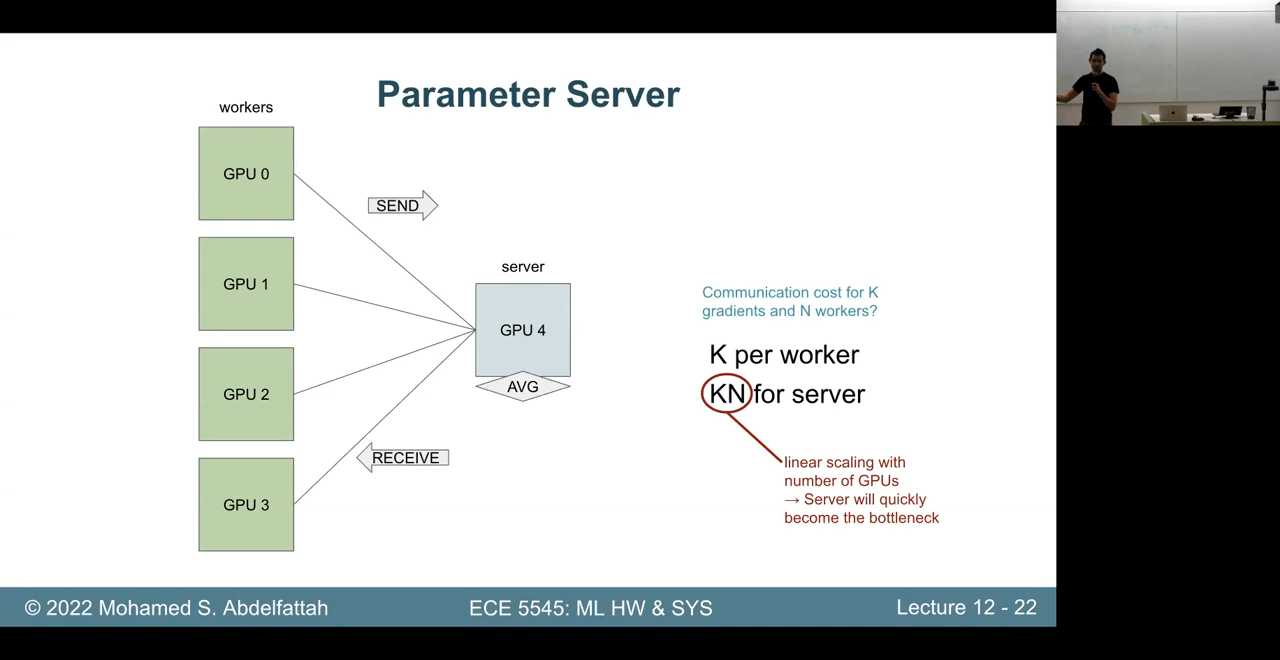 Parameter Server
workers
GPU 0
SEND
GPU 1
server
GPU 4
AVG
GPU 2
RECEIVE
GPU 3
Communication cost for K
gradients and N workers?
K per worker
KN for server
linear scaling with
number of GPUs
→ Server will quickly
become the bottleneck
© 2022 Mohamed S. Abdelfattah
ECE 5545: ML HW & SYS
Lecture 12 - 22